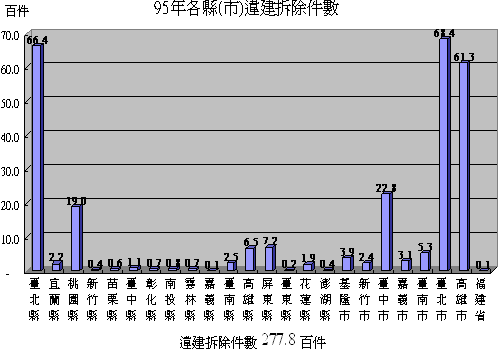 95年各縣(市)違建拆除件數
百件
70.0
60.0
50.0
40.0
30.0
20.0
10.0
-
66.4
2.2
19.0
0.4
0.6
1.1
0.7
0.8
0.7
0.1
2.5
6.5
7.2
0.2
1.9
0.4
3.9
2.4
22.8
3.1
5.3
68.4
61.3
0.1
臺北縣
宜蘭縣
桃園縣
新竹縣
苗栗縣
臺中縣
彰化縣
南投縣
雲林縣
嘉義縣
臺南縣
高雄縣
屏東縣
臺東縣
花蓮縣
澎湖縣
基隆市
新竹市
臺中市
嘉義市
臺南市
臺北市
高雄市
福建省
違建拆除件數 277.8 百件